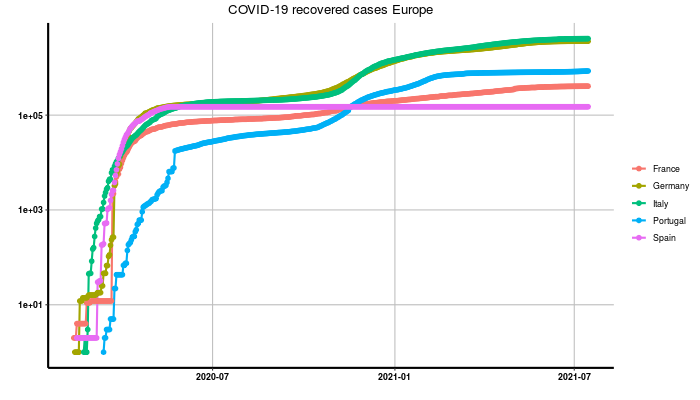 COVID-19 recovered cases Europe
1e+05
1e+03
1e+01
2020-07
2021-01
2021-07
France
Germany
Italy
Portugal
Spain